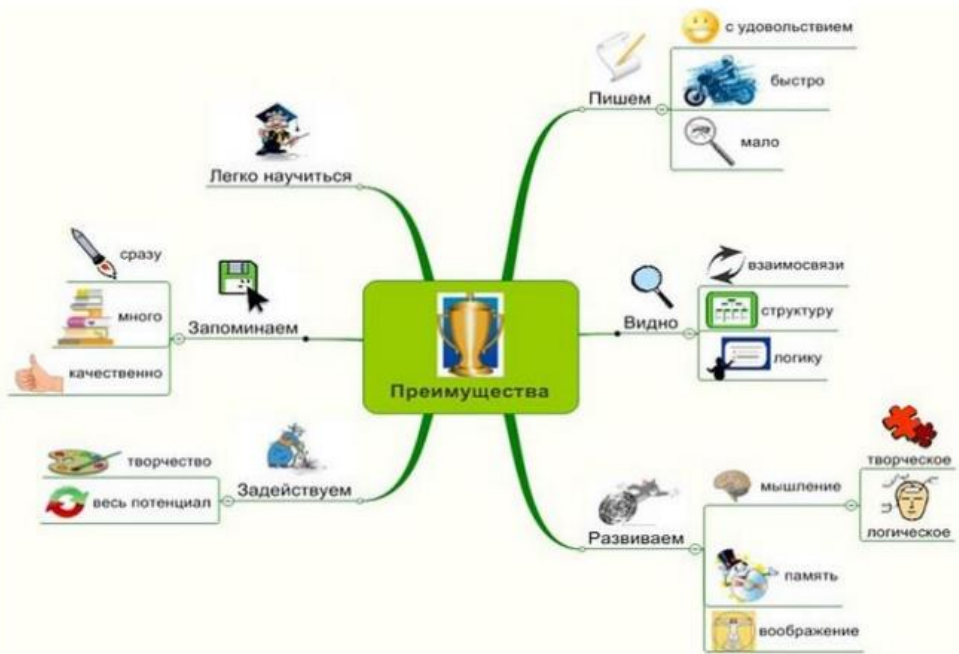 Преимущества
Пишем
с удовольствием
быстро
мало
Видно
взаимосвязи
структуру
логику
Развиваем
мышление
творческое
логическое
память
воображение
Задействуем
творчество
весь потенциал
Запоминаем
сразу
много
качественно
Легко научиться